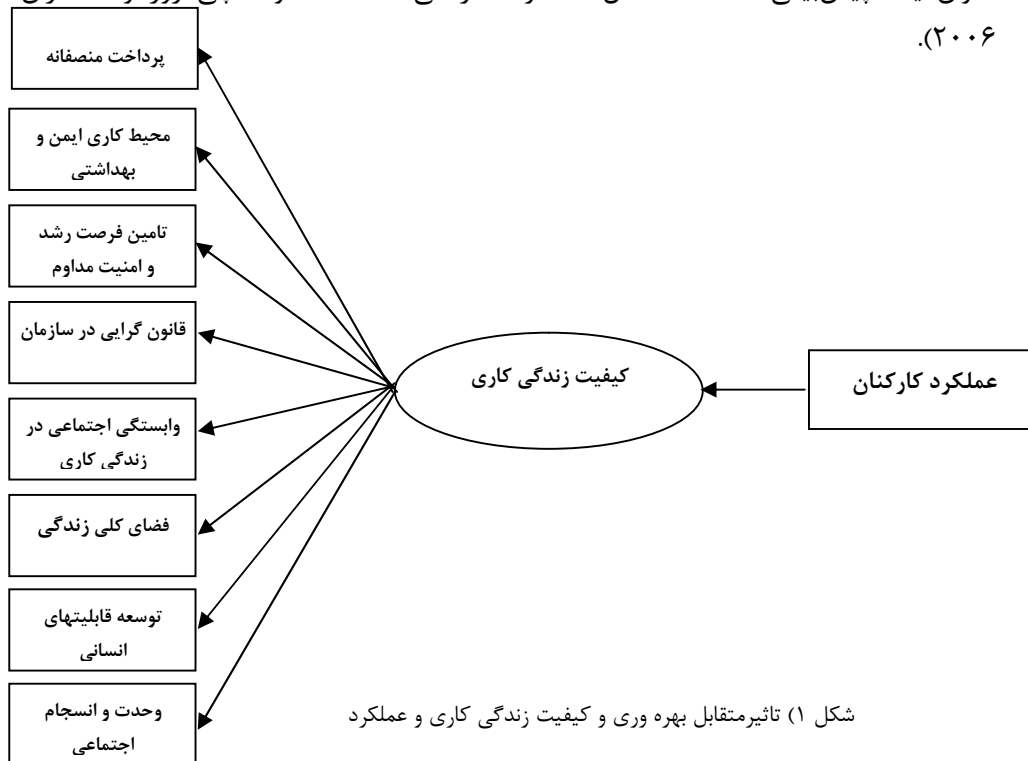 ۲۰۰۶).
پرداخت منصفانه
محیط کاری ایمن و
بهداشتی
تامین فرصت رشد
و امنیت مداوم
قانون گرایی در سازمان
وابستگی اجتماعی در
زندگی کاری
فضای کلی زندگی
توسعه قابلیتهای
انسانی
وحدت و انسجام
اجتماعی
کیفیت زندگی کاری
عملکرد کارکنان
شکل ۱) تاثیرمتقابل بهره وری و کیفیت زندگی کاری و عملکرد